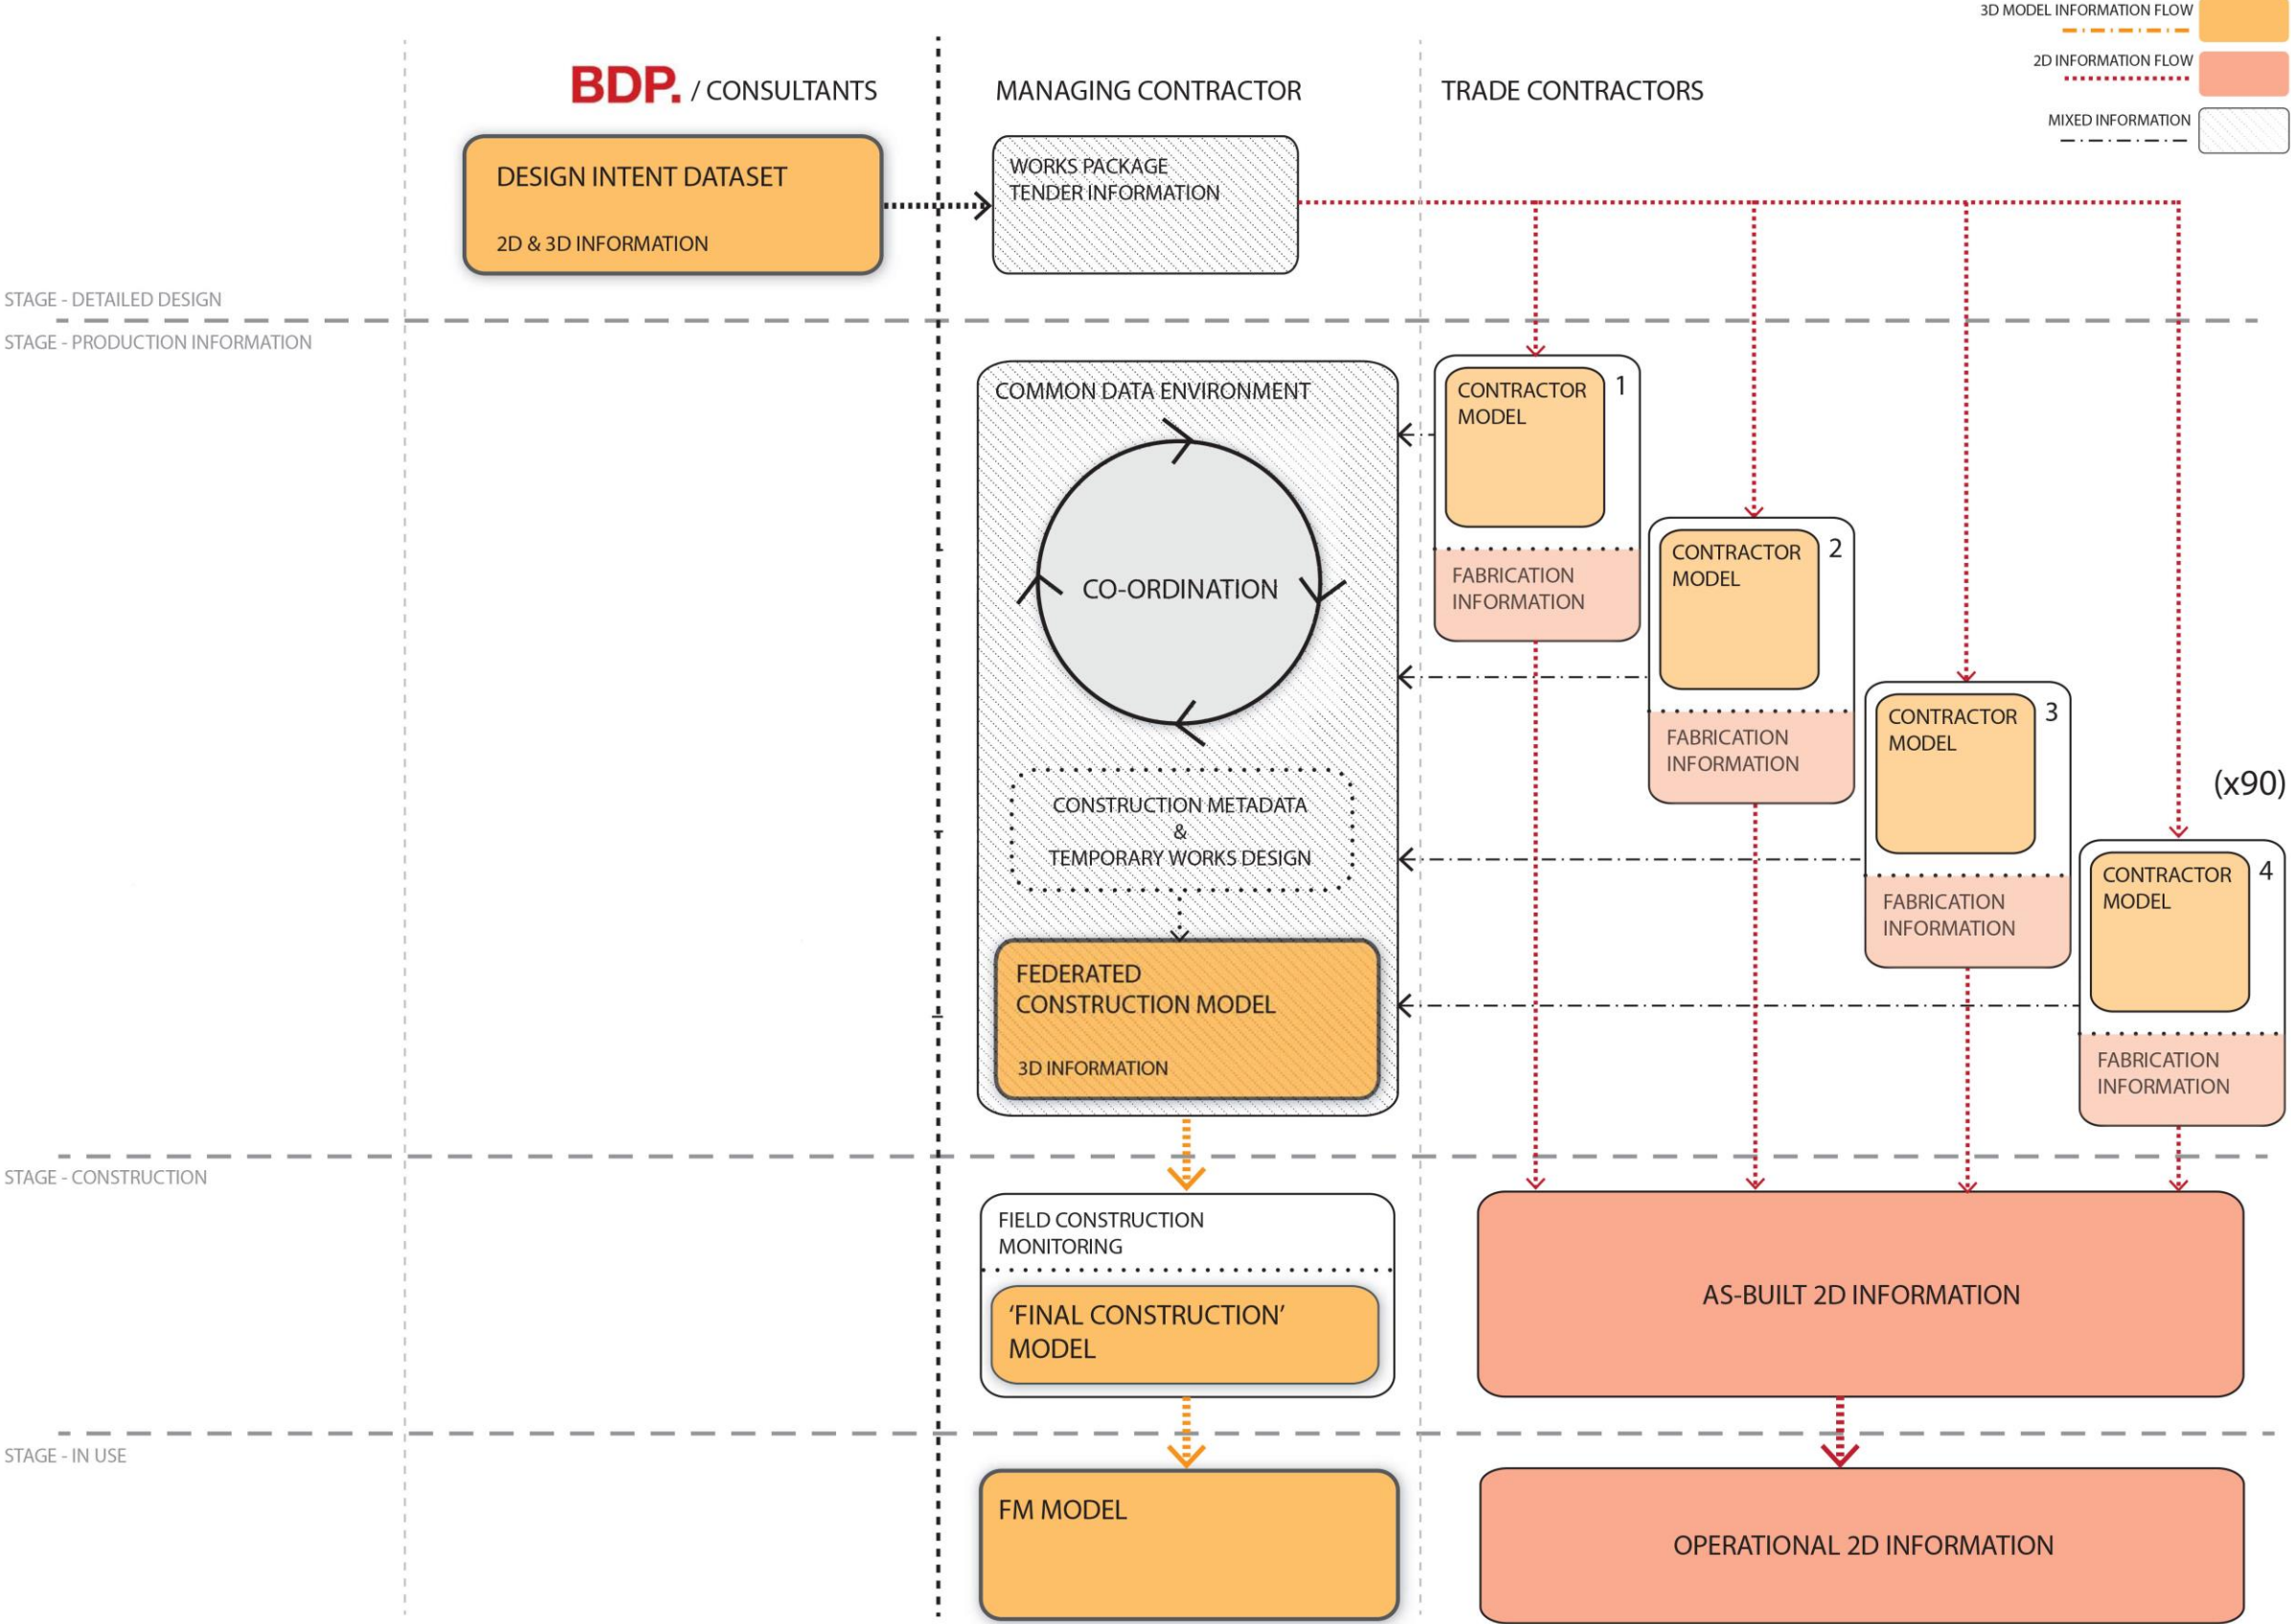 3D MODEL INFORMATION FLOW
2D INFORMATION FLOW
MIXED INFORMATION
BDP. / CONSULTANTS
MANAGING CONTRACTOR
TRADE CONTRACTORS
DESIGN INTENT DATASET
2D & 3D INFORMATION
WORKS PACKAGE
TENDER INFORMATION
STAGE - DETAILED DESIGN
STAGE - PRODUCTION INFORMATION
COMMON DATA ENVIRONMENT
CO-ORDINATION
CONSTRUCTION METADATA
&
TEMPORARY WORKS DESIGN
FEDERATED
CONSTRUCTION MODEL
3D INFORMATION
CONTRACTOR
MODEL
1
FABRICATION
INFORMATION
CONTRACTOR
MODEL
2
FABRICATION
INFORMATION
CONTRACTOR
MODEL
3
FABRICATION
INFORMATION
(x90)
CONTRACTOR
MODEL
4
FABRICATION
INFORMATION
STAGE - CONSTRUCTION
FIELD CONSTRUCTION
MONITORING
‘FINAL CONSTRUCTION’
MODEL
AS-BUILT 2D INFORMATION
STAGE - IN USE
FM MODEL
OPERATIONAL 2D INFORMATION